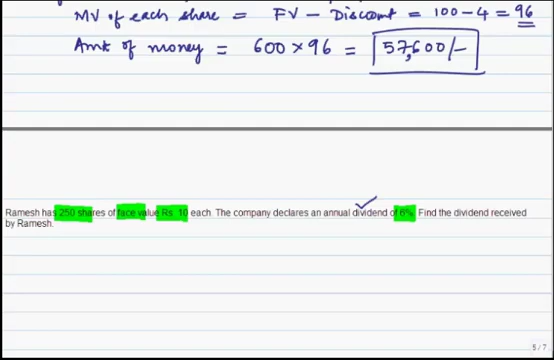 MV of each share = FV - Discount = 100-4 = 96
Amt of money = 600 × 96 = 57,600/-
Ramesh has 250 shares of face value Rs. 10 each. The company declares an annual dividend of 6%. Find the dividend received
by Ramesh.
5 / 7